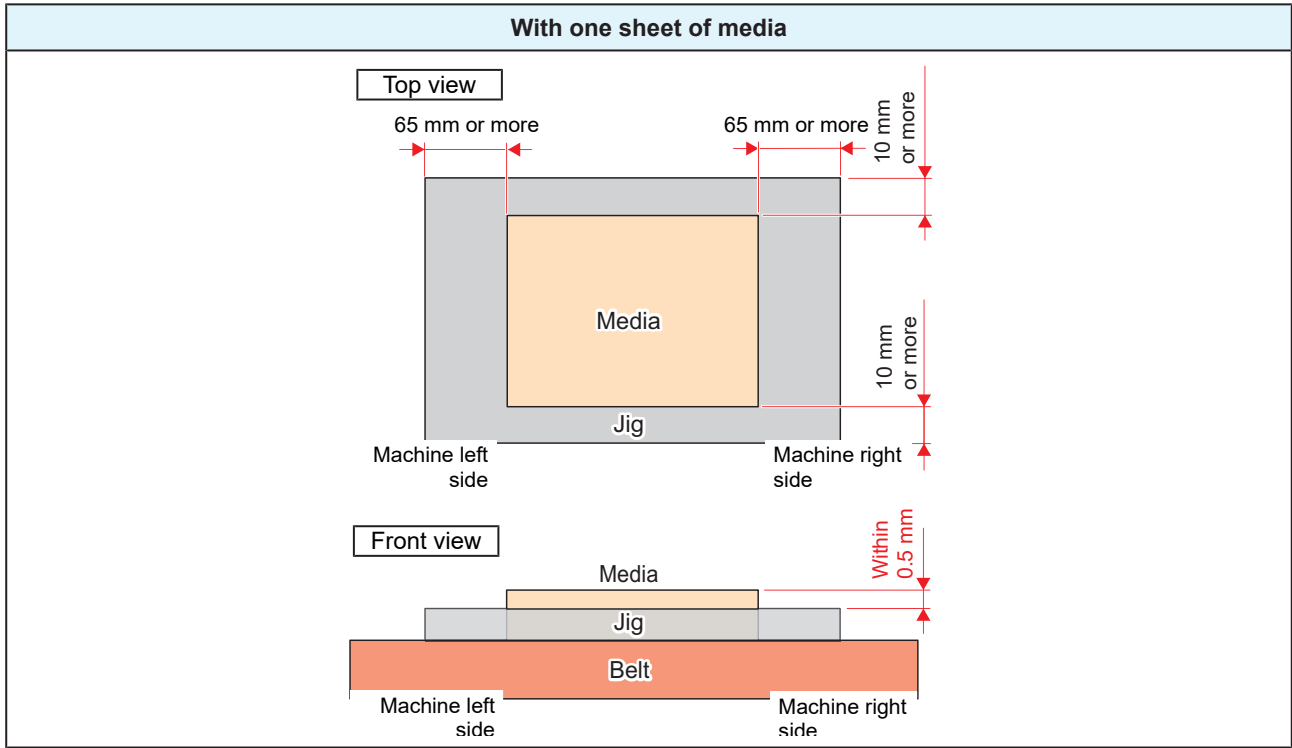 With one sheet of media
Top view
65 mm or more
65 mm or more
10 mm
or more
Media
10 mm
or more
Jig
Machine left
side
Machine right
side
Front view
Within
0.5 mm
Media
Jig
Belt
Machine left
side
Machine right
side